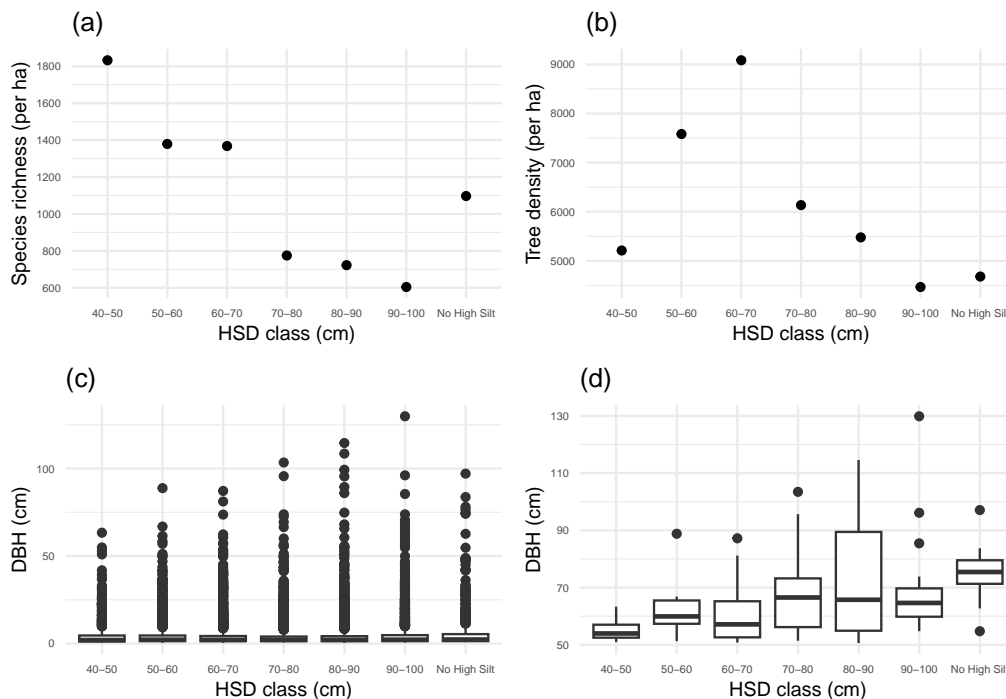 (a)
Species richness (per ha)
1800
1600
1400
1200
1000
800
600
40–50 50–60 60–70 70–80 80–90 90–100 No High Silt
HSD class (cm)
(b)
Tree density (per ha)
9000
8000
7000
6000
5000
40–50 50–60 60–70 70–80 80–90 90–100 No High Silt
HSD class (cm)
(c)
DBH (cm)
100
50
0
40–50 50–60 60–70 70–80 80–90 90–100 No High Silt
HSD class (cm)
(d)
DBH (cm)
130
110
90
70
50
40–50 50–60 60–70 70–80 80–90 90–100 No High Silt
HSD class (cm)